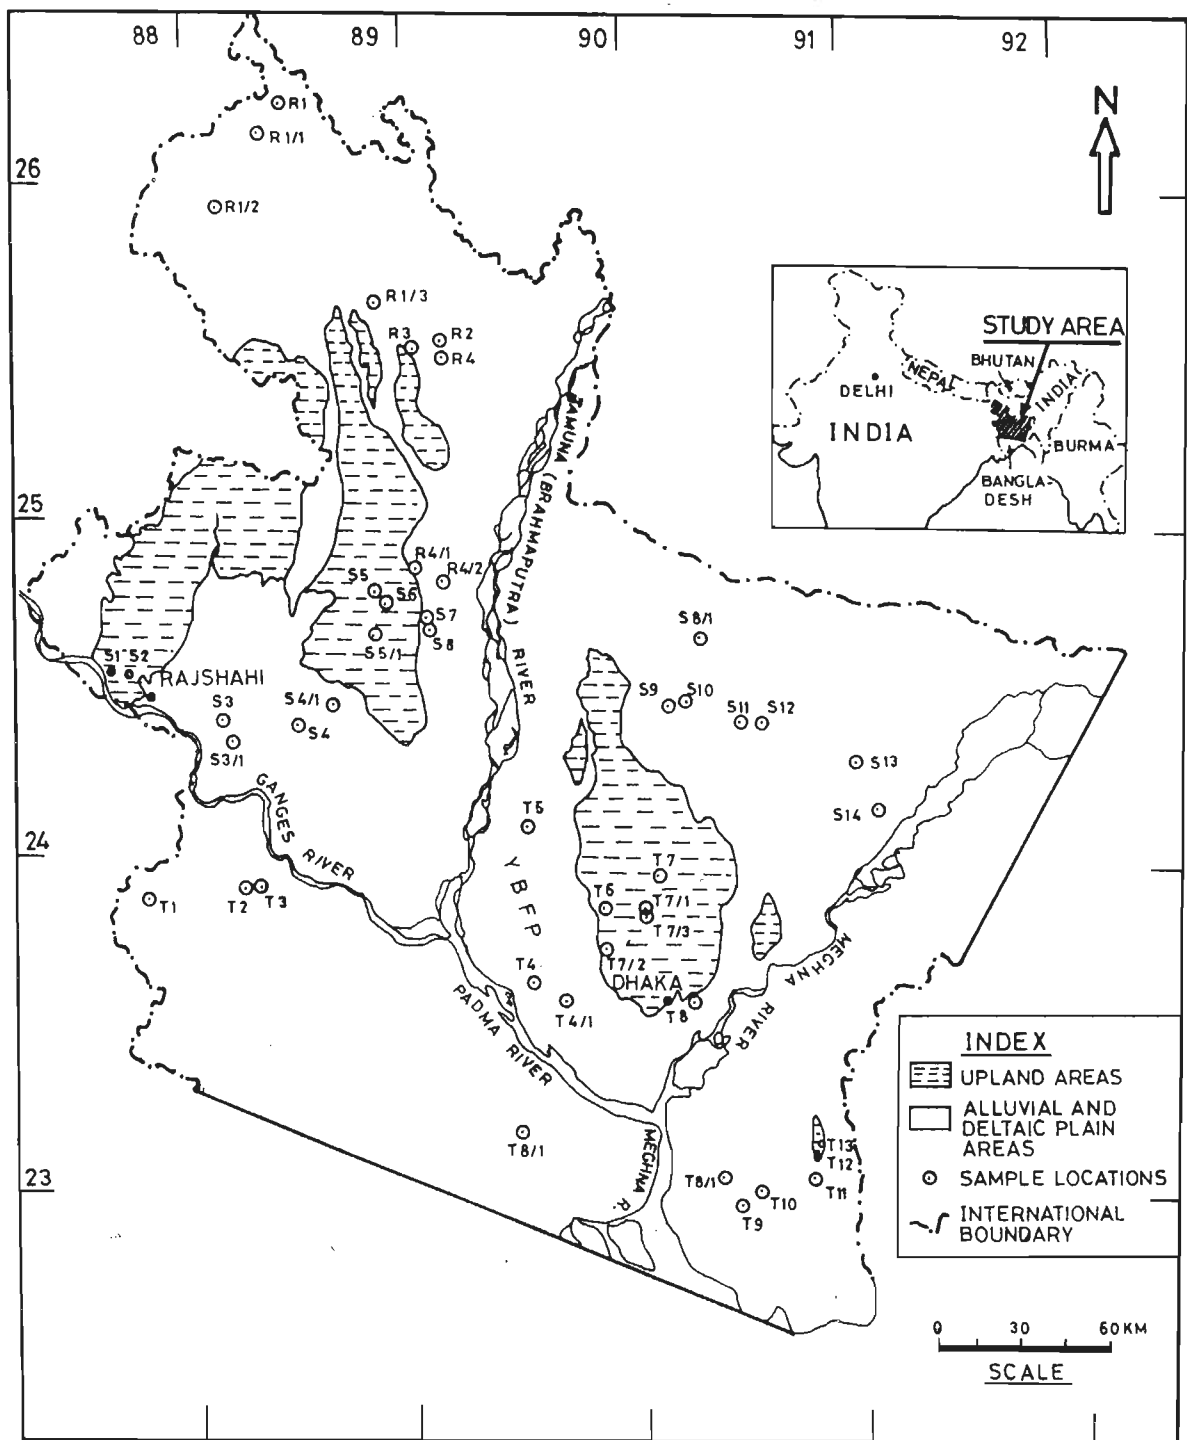 88
89
90
91
92
26
25
24
23
N
R1
R1/1
R1/2
R1/3
R3
R2
R4
STUDY AREA
BHUTAN
NEPAL
INDIA
DELHI
INDIA
BURMA
BANGLA-
DESH
JAMUNA (BRAHMAPUTRA) RIVER
R4/1
R4/2
S5
S6
S7
S8
S5/1
S8/1
S1
S2
RAJSHAHI
S3
S3/1
S4/1
S4
S9
S10
S11
S12
S13
S14
GANGES RIVER
T5
YBFP
T7
T6
T7/1
T7/3
T1
T2
T3
T7/2
DHAKA
T8
T4
T4/1
MEGHNA RIVER
PADMA RIVER
T8/1
MEGHNA R.
T8/1
T9
T10
T11
T13
T12
INDEX
UPLAND AREAS
ALLUVIAL AND
DELTAIC PLAIN
AREAS
SAMPLE LOCATIONS
INTERNATIONAL
BOUNDARY
0 30 60 KM
SCALE